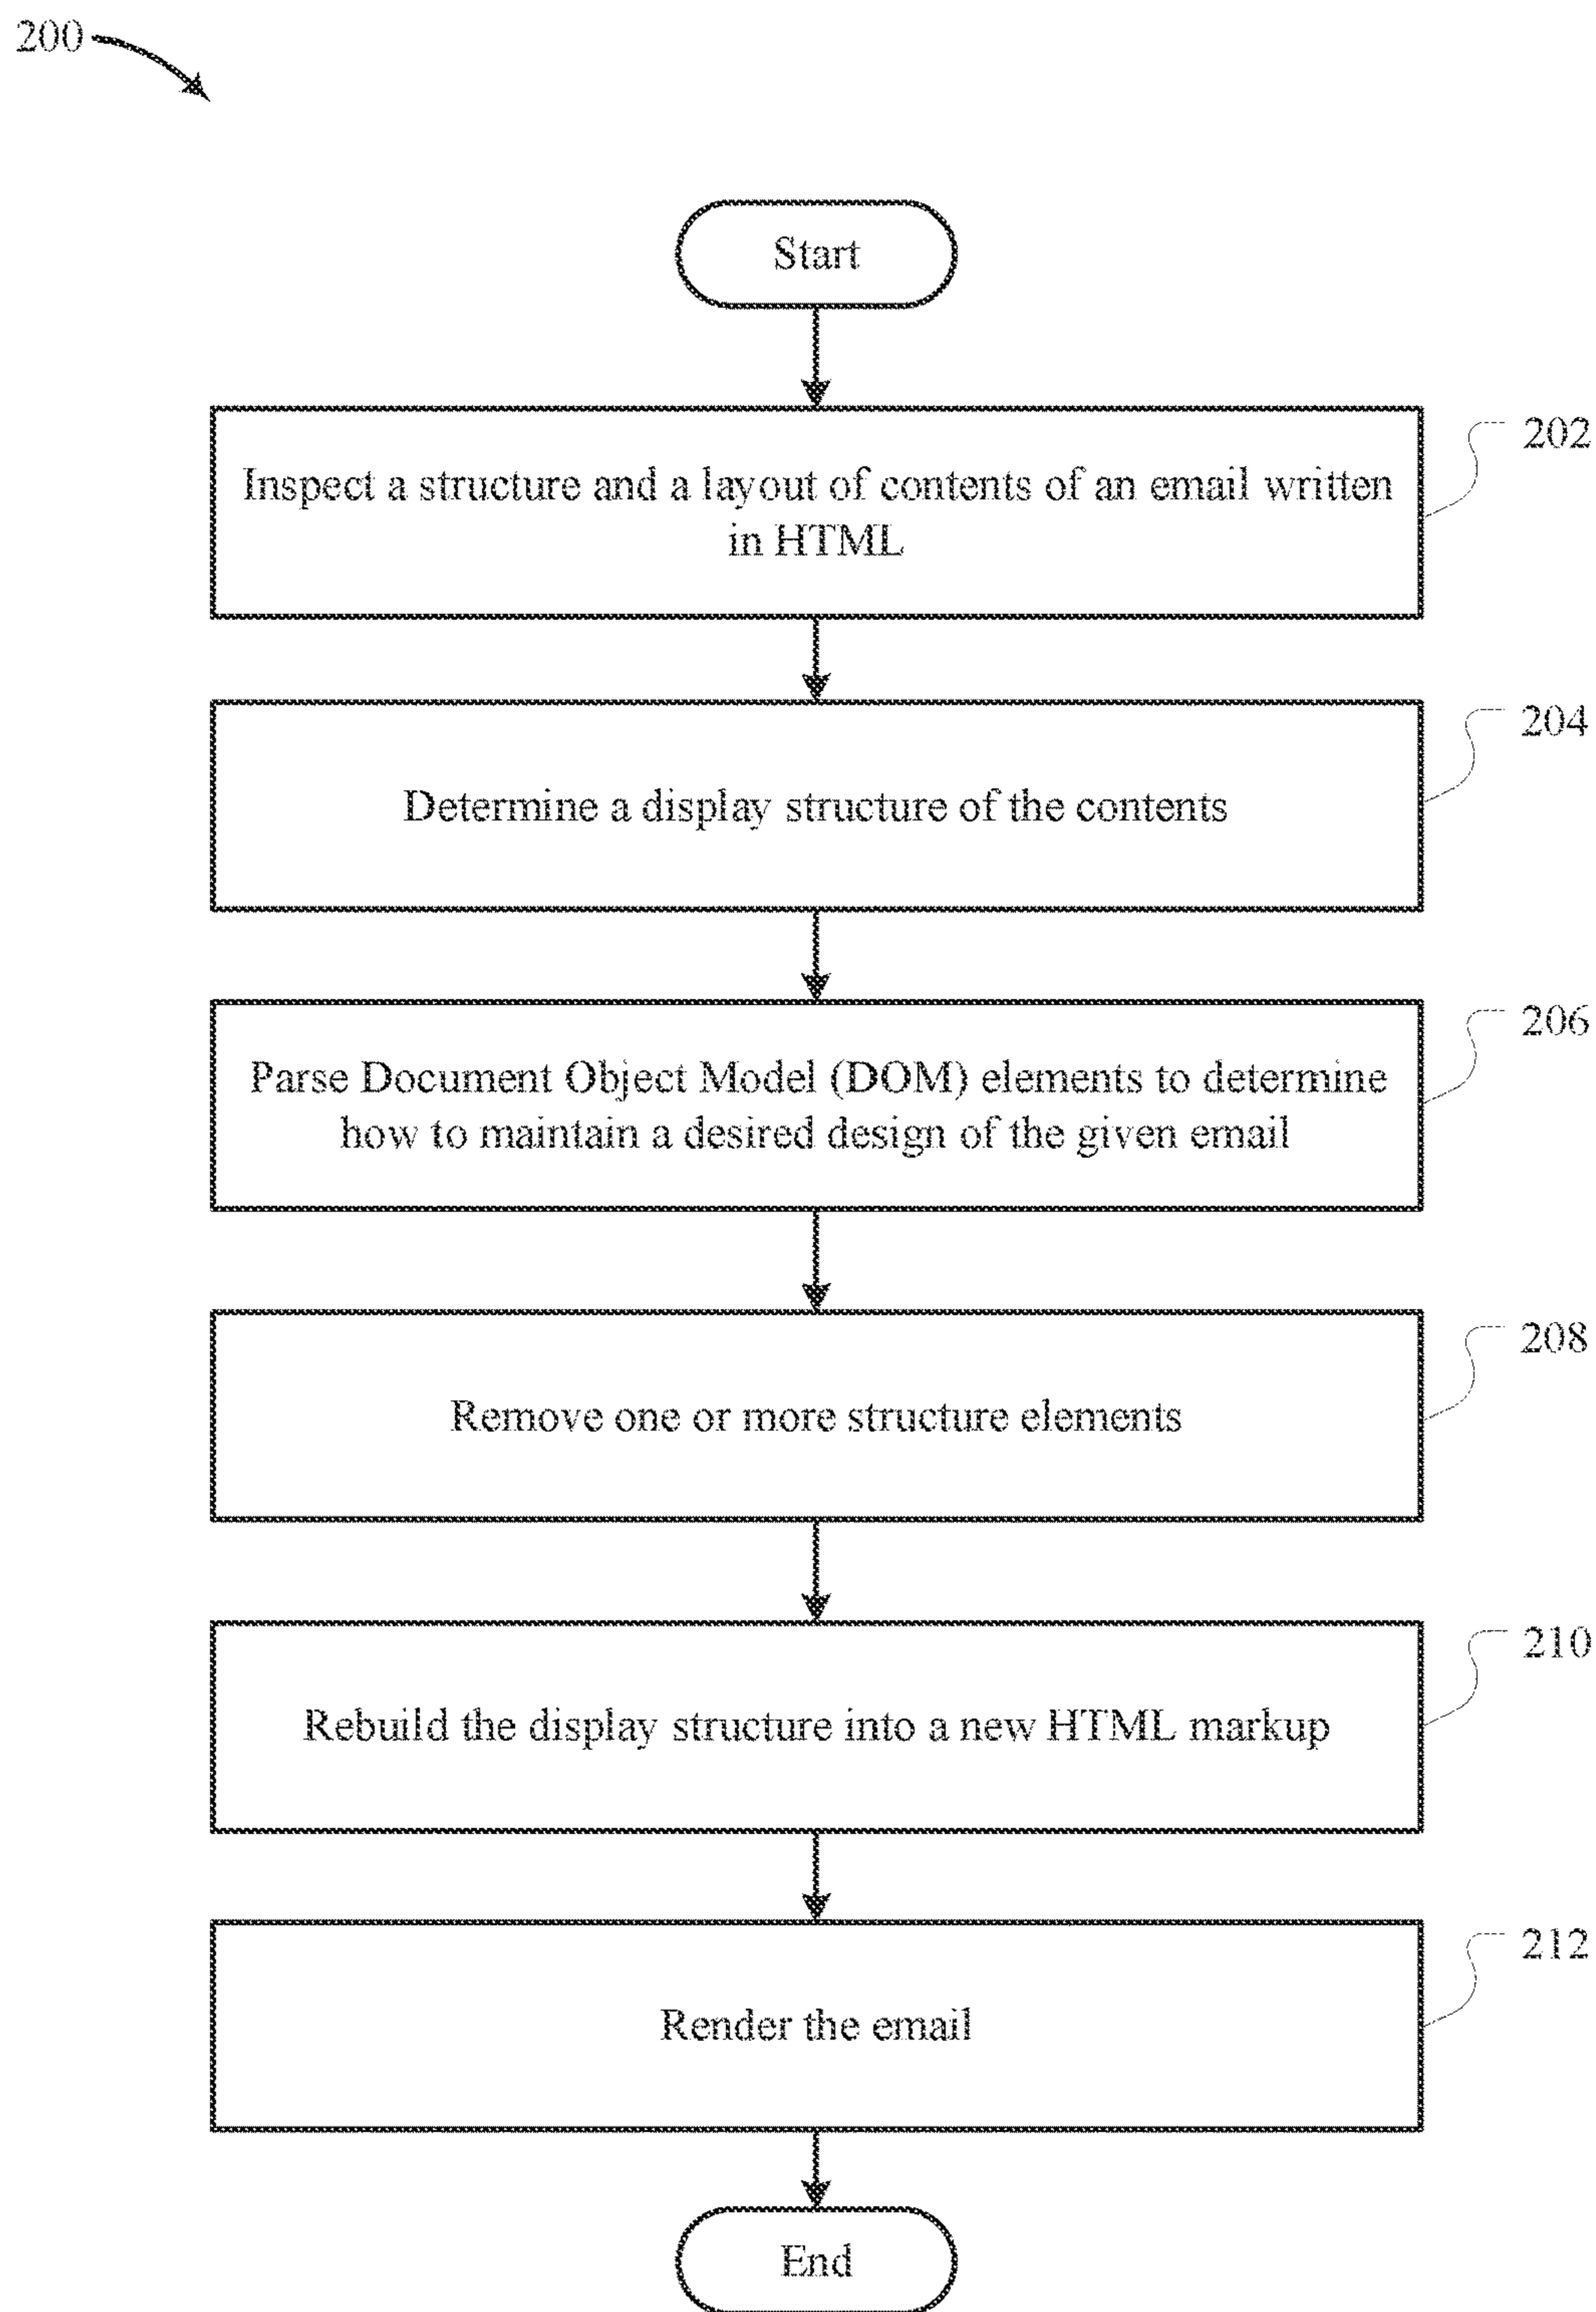 200
Start
202
Inspect a structure and a layout of contents of an email written
in HTML
204
Determine a display structure of the contents
206
Parse Document Object Model (DOM) elements to determine
how to maintain a desired design of the given email
208
Remove one or more structure elements
210
Rebuild the display structure into a new HTML markup
212
Render the email
End